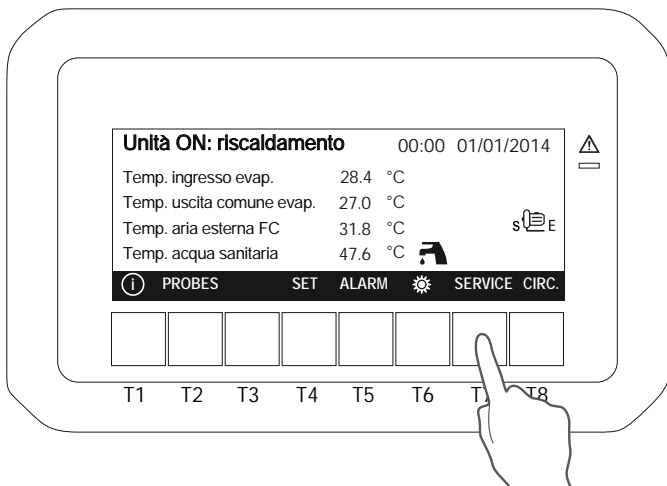 Unità ON: riscaldamento 00:00 01/01/2014
Temp. ingresso evap. 28.4 °C
Temp. uscita comune evap. 27.0 °C
Temp. aria esterna FC 31.8 °C
S E
Temp. acqua sanitaria 47.6 °C
i PROBES SET ALARM SERVICE CIRC.
T1 T2 T3 T4 T5 T6 T7 T8